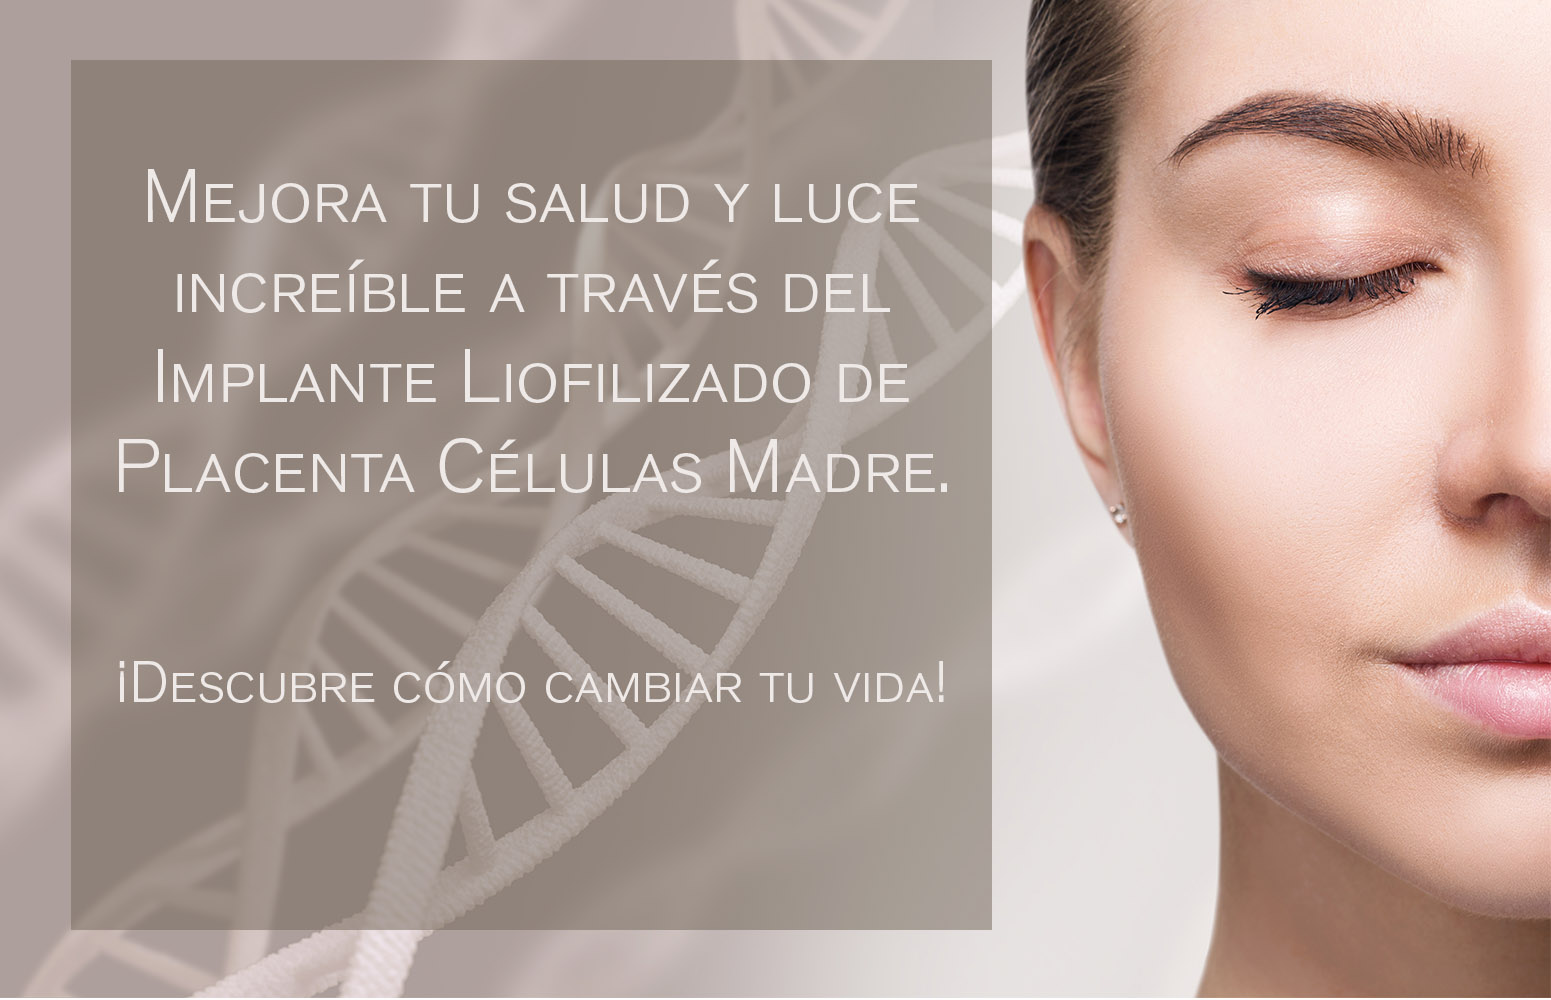 Mejora tu salud y luce
increíble a través del
Implante Liofilizado de
Placenta Células Madre.
¡Descubre cómo cambiar tu vida!